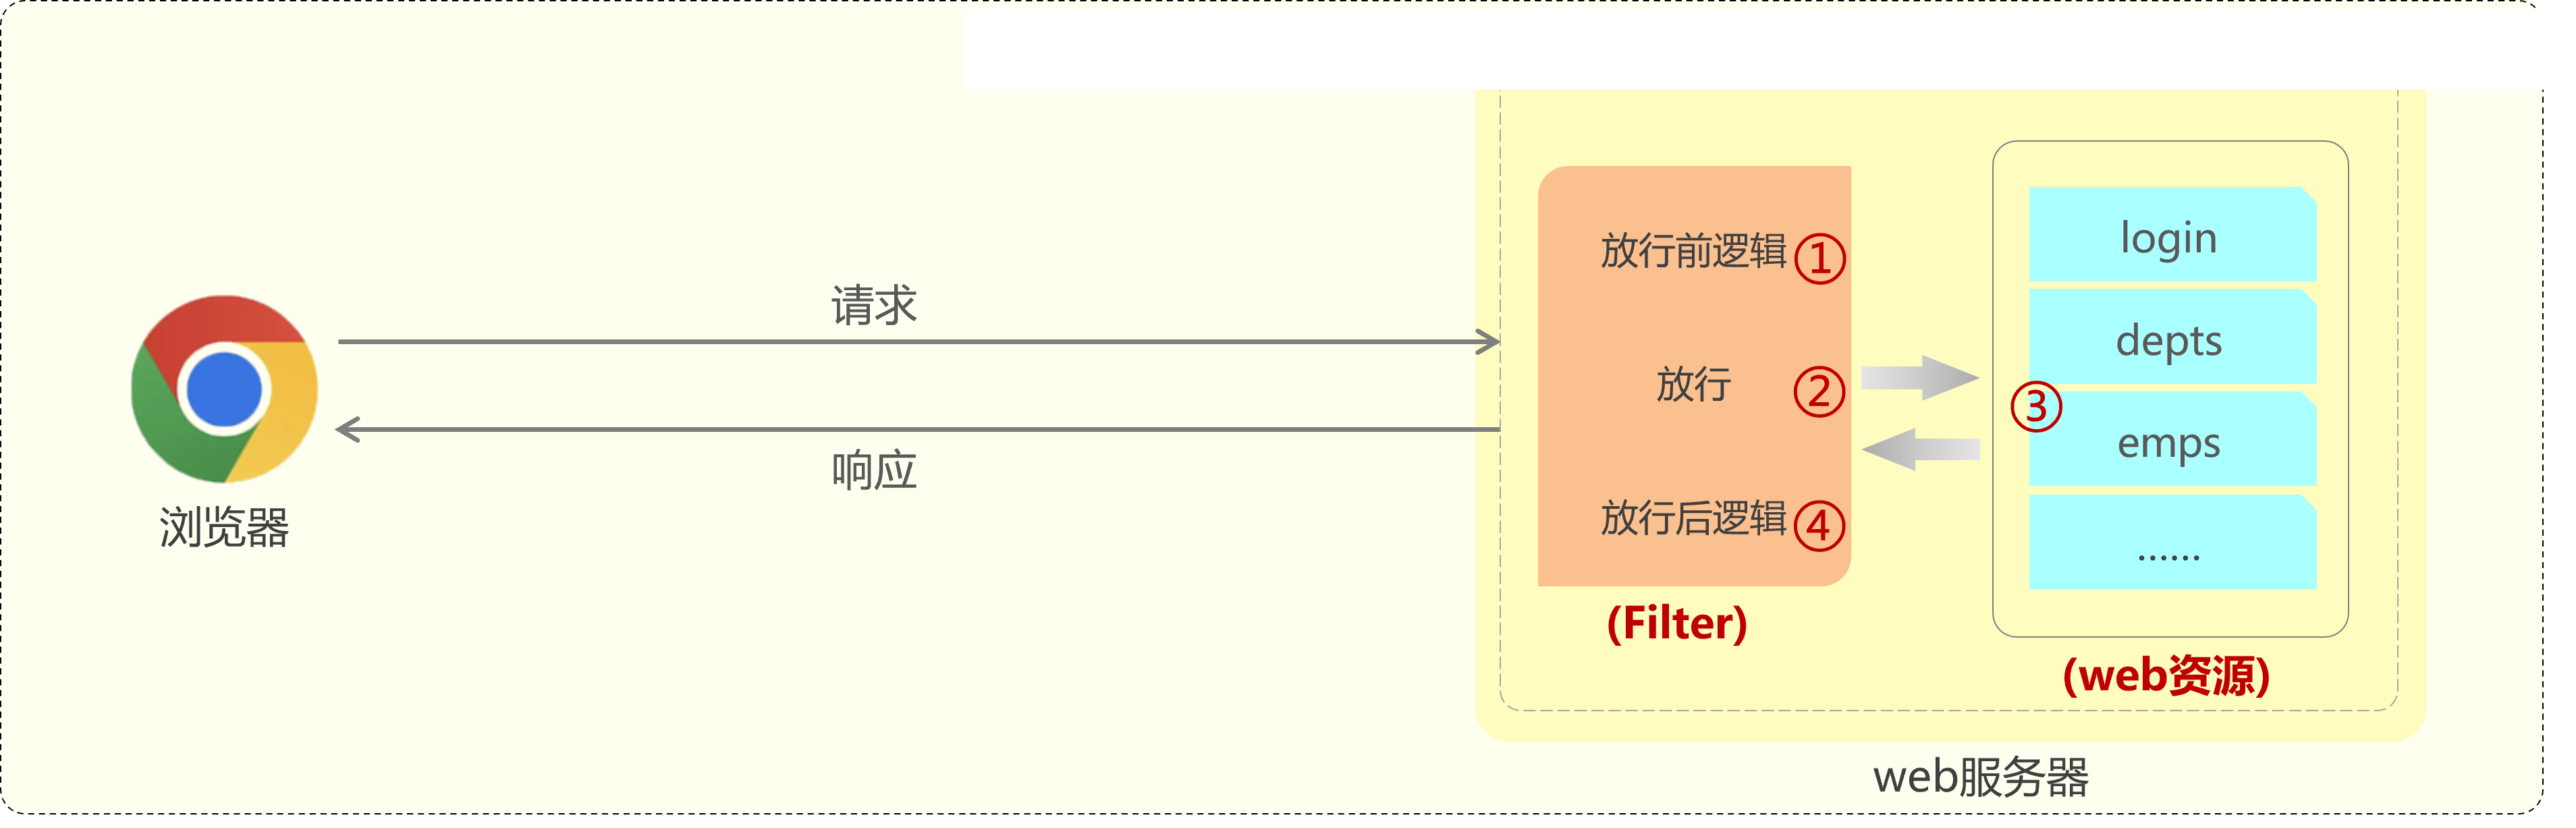 请求
响应
浏览器
放行前逻辑 ①
放行 ②
放行后逻辑 ④
(Filter)
login
depts
③
emps
......
(web资源)
web服务器